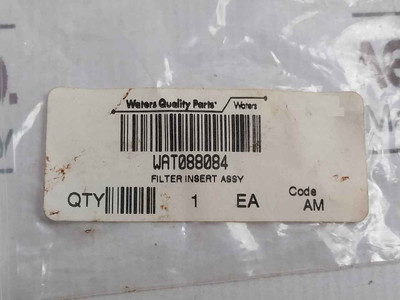 Waters Quality Parts Waters
WAT088084
FILTER INSERT ASSY
QTY 1 EA Code AM